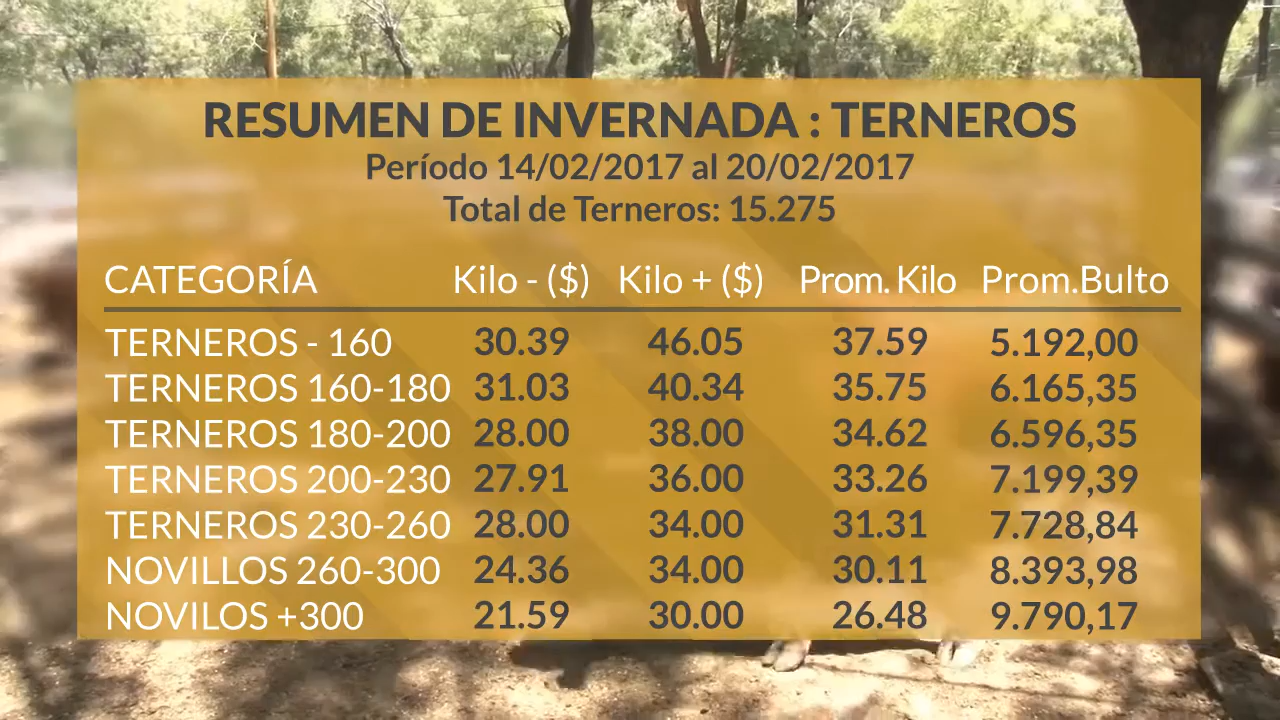 RESUMEN DE INVERNADA : TERNEROS
Período 14/02/2017 al 20/02/2017
Total de Terneros: 15.275
CATEGORÍA Kilo - ($) Kilo + ($) Prom. Kilo Prom.Bulto
TERNEROS - 160 30.39 46.05 37.59 5.192,00
TERNEROS 160-180 31.03 40.34 35.75 6.165,35
TERNEROS 180-200 28.00 38.00 34.62 6.596,35
TERNEROS 200-230 27.91 36.00 33.26 7.199,39
TERNEROS 230-260 28.00 34.00 31.31 7.728,84
NOVILLOS 260-300 24.36 34.00 30.11 8.393,98
NOVILOS +300 21.59 30.00 26.48 9.790,17